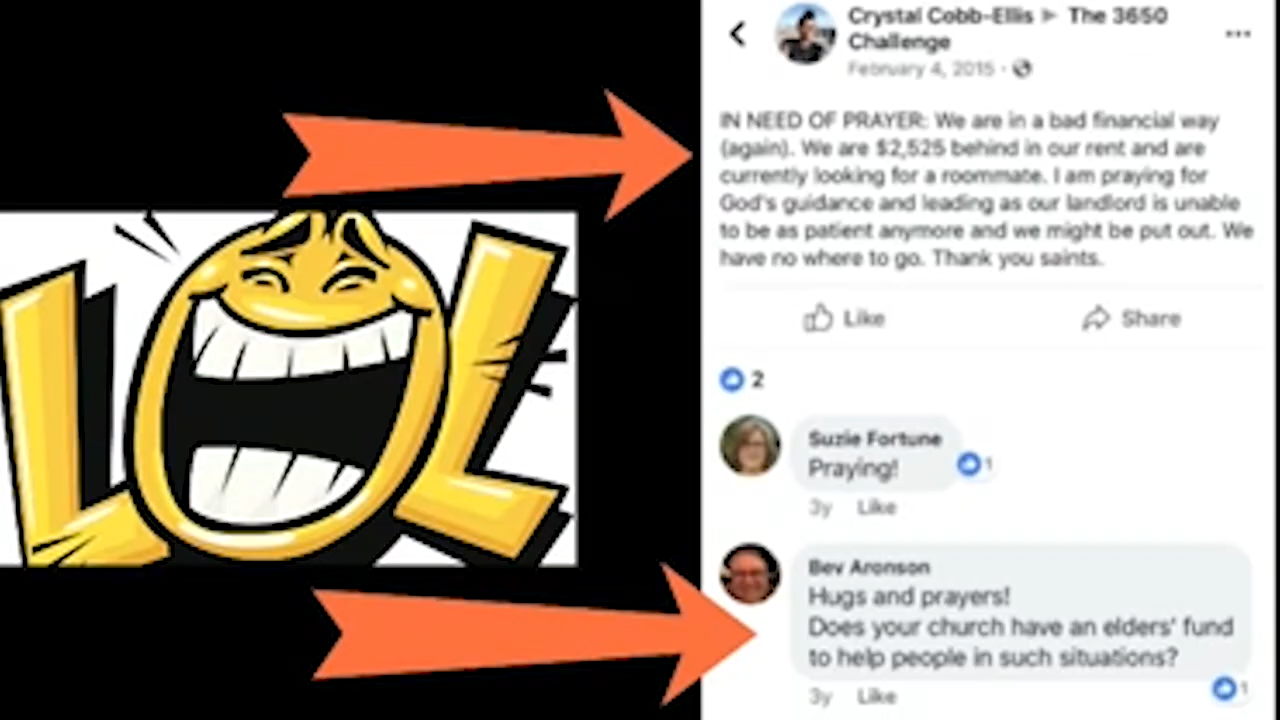 LOL
Crystal Cobb-Ellis ▶ The 3650
Challenge
February 4, 2015 ·
IN NEED OF PRAYER: We are in a bad financial way
(again). We are $2,525 behind in our rent and are
currently looking for a roommate. I am praying for
God's guidance and leading as our landlord is unable
to be as patient anymore and we might be put out. We
have no where to go. Thank you saints.
Like Share
2
Suzie Fortune
Praying!
1
3y Like
Bev Aronson
Hugs and prayers!
Does your church have an elders' fund
to help people in such situations?
1
3y Like